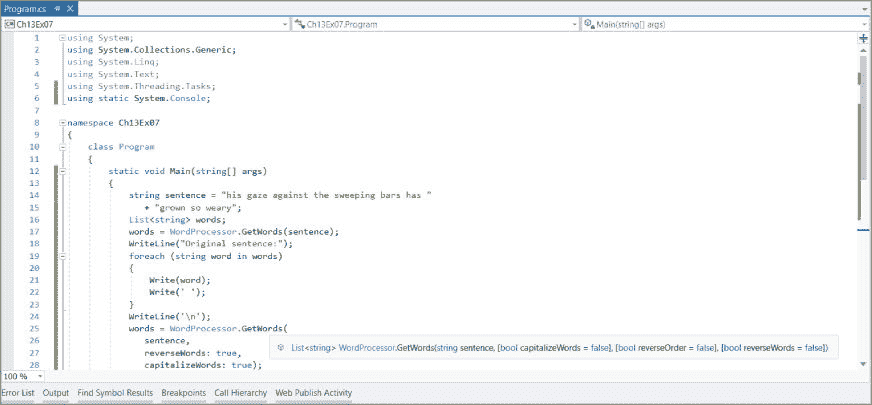 Program.cs
Ch13Ex07 Ch13Ex07.Program Main(string[] args)
1 using System;
2 using System.Collections.Generic;
3 using System.Linq;
4 using System.Text;
5 using System.Threading.Tasks;
6 using static System.Console;
7
8 namespace Ch13Ex07
9 {
10 class Program
11 {
12 static void Main(string[] args)
13 {
14 string sentence = "his gaze against the sweeping bars has "
15 + "grown so weary";
16 List<string> words;
17 words = WordProcessor.GetWords(sentence);
18 WriteLine("Original sentence:");
19 foreach (string word in words)
20 {
21 Write(word);
22 Write(' ');
23 }
24 WriteLine('\n');
25 words = WordProcessor.GetWords(
26 sentence,
List<string> WordProcessor.GetWords(string sentence, [bool capitalizeWords = false], [bool reverseOrder = false], [bool reverseWords = false])
27 reverseWords: true,
28 capitalizeWords: true);
100 %
Error List Output Find Symbol Results Breakpoints Call Hierarchy Web Publish Activity